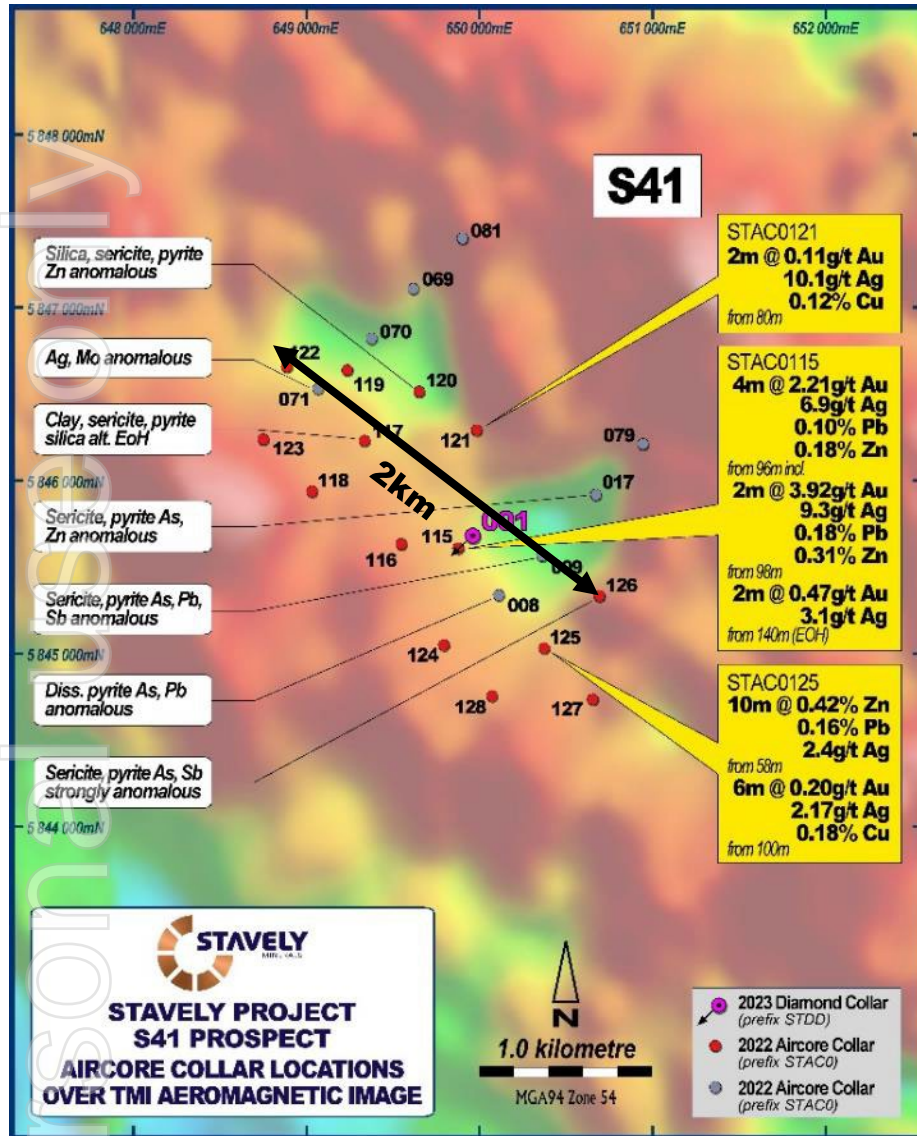 648 000mE
649 000mE
650 000mE
651 000mE
652 000mE
5 848 000mN
S41
081
069
Silica, sericite, pyrite
Zn anomalous
STAC0121
2m @ 0.11g/t Au
10.1g/t Ag
0.12% Cu
from 80m
5 847 000mN
070
122
Ag, Mo anomalous
119
120
071
121
079
Clay, sericite, pyrite
silica alt. EoH
117
123
STAC0115
4m @ 2.21g/t Au
6.9g/t Ag
0.10% Pb
0.18% Zn
from 96m incl.
2m @ 3.92g/t Au
9.3g/t Ag
0.18% Pb
0.31% Zn
from 98m
2m @ 0.47g/t Au
3.1g/t Ag
from 140m (EOH)
5 846 000mN
118
2km
017
Sericite, pyrite As,
Zn anomalous
001
115
116
009
126
Sericite, pyrite As, Pb,
Sb anomalous
008
125
5 845 000mN
124
Diss. pyrite As, Pb
anomalous
128
127
STAC0125
10m @ 0.42% Zn
0.16% Pb
2.4g/t Ag
from 58m
6m @ 0.20g/t Au
2.17g/t Ag
0.18% Cu
from 100m
Sericite, pyrite As, Sb
strongly anomalous
5 844 000mN
STAVELY
MINERALS
STAVELY PROJECT
S41 PROSPECT
AIRCORE COLLAR LOCATIONS
OVER TMI AEROMAGNETIC IMAGE
N
1.0 kilometre
MGA94 Zone 54
2023 Diamond Collar
(prefix STDD)
2022 Aircore Collar
(prefix STAC0)
2022 Aircore Collar
(prefix STAC0)
rsonal use only